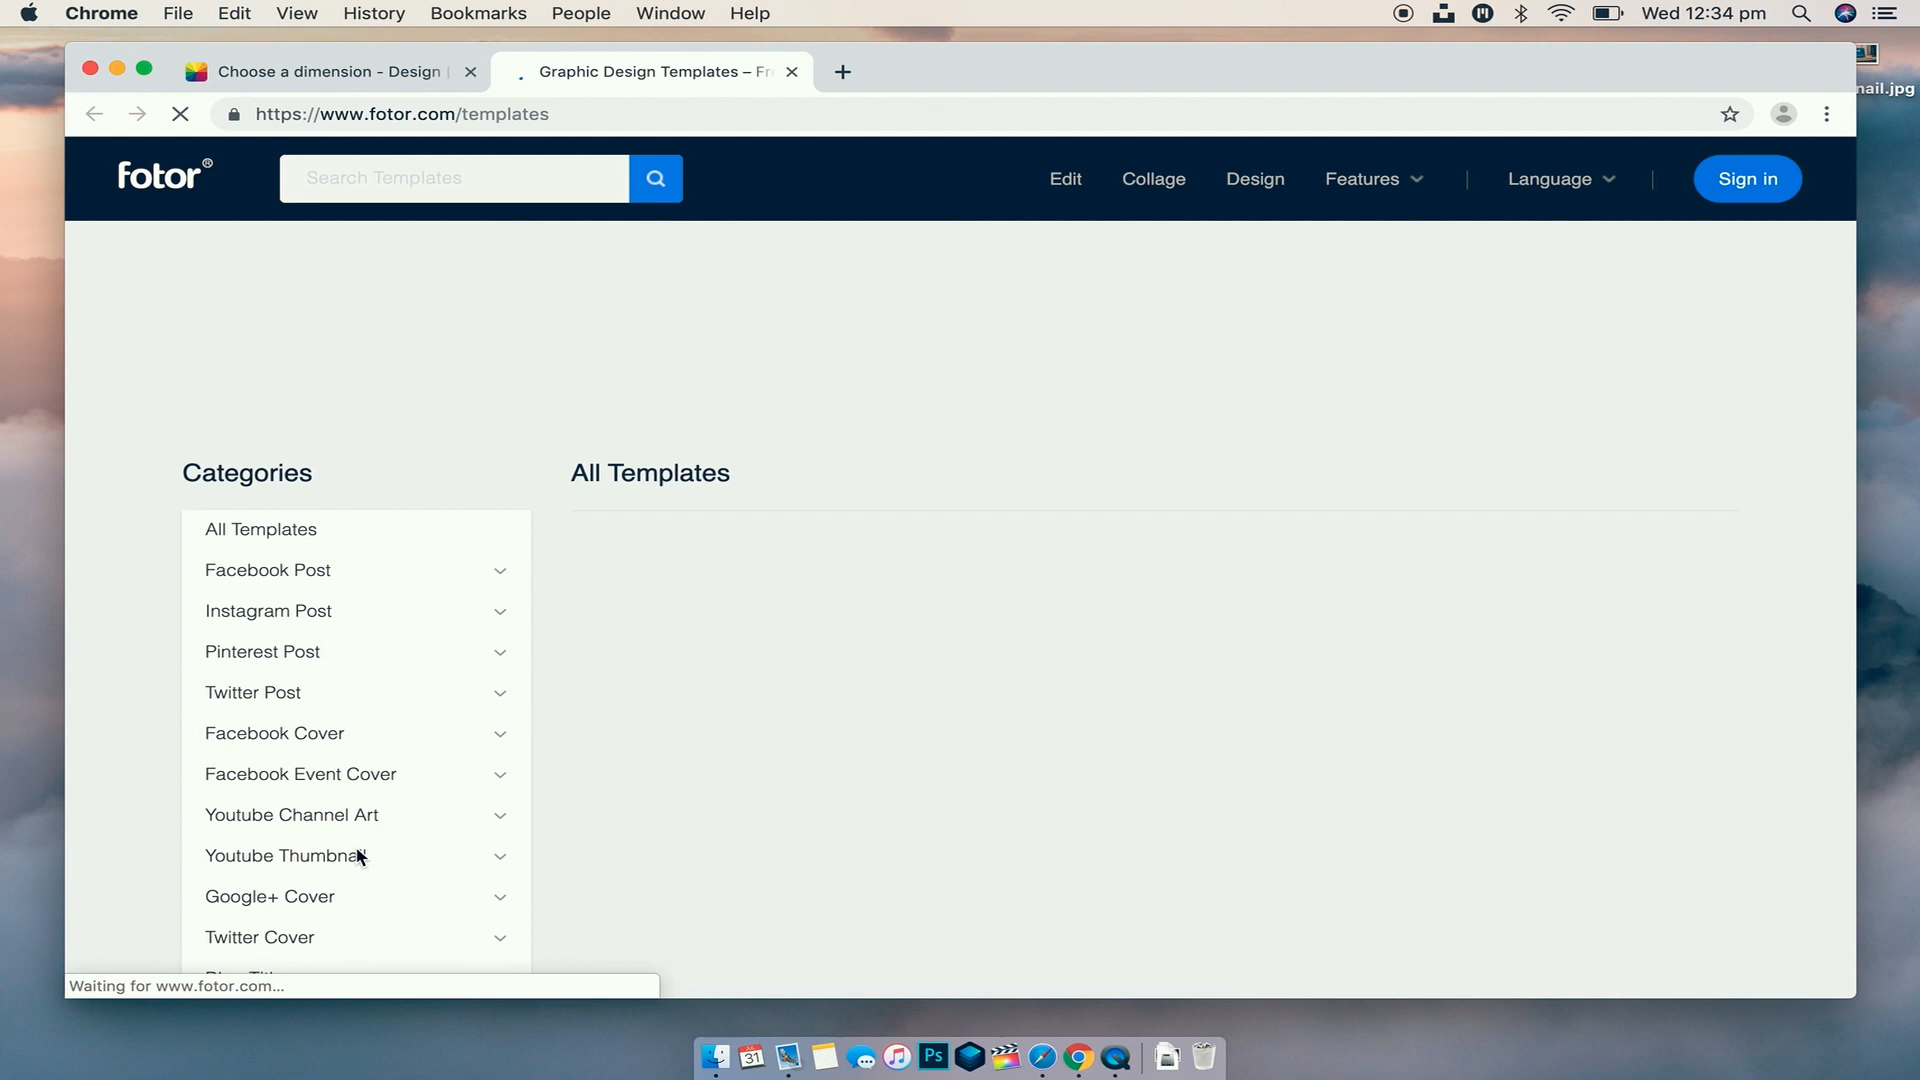 Chrome File Edit View History Bookmarks People Window Help Wed 12:34 pm
Choose a dimension - Design Graphic Design Templates – Fr
nail.jpg
https://www.fotor.com/templates
fotor® Search Templates Edit Collage Design Features Language Sign in
Categories All Templates
All Templates
Facebook Post
Instagram Post
Pinterest Post
Twitter Post
Facebook Cover
Facebook Event Cover
Youtube Channel Art
Youtube Thumbnail
Google+ Cover
Twitter Cover
Waiting for www.fotor.com...
31 Ps